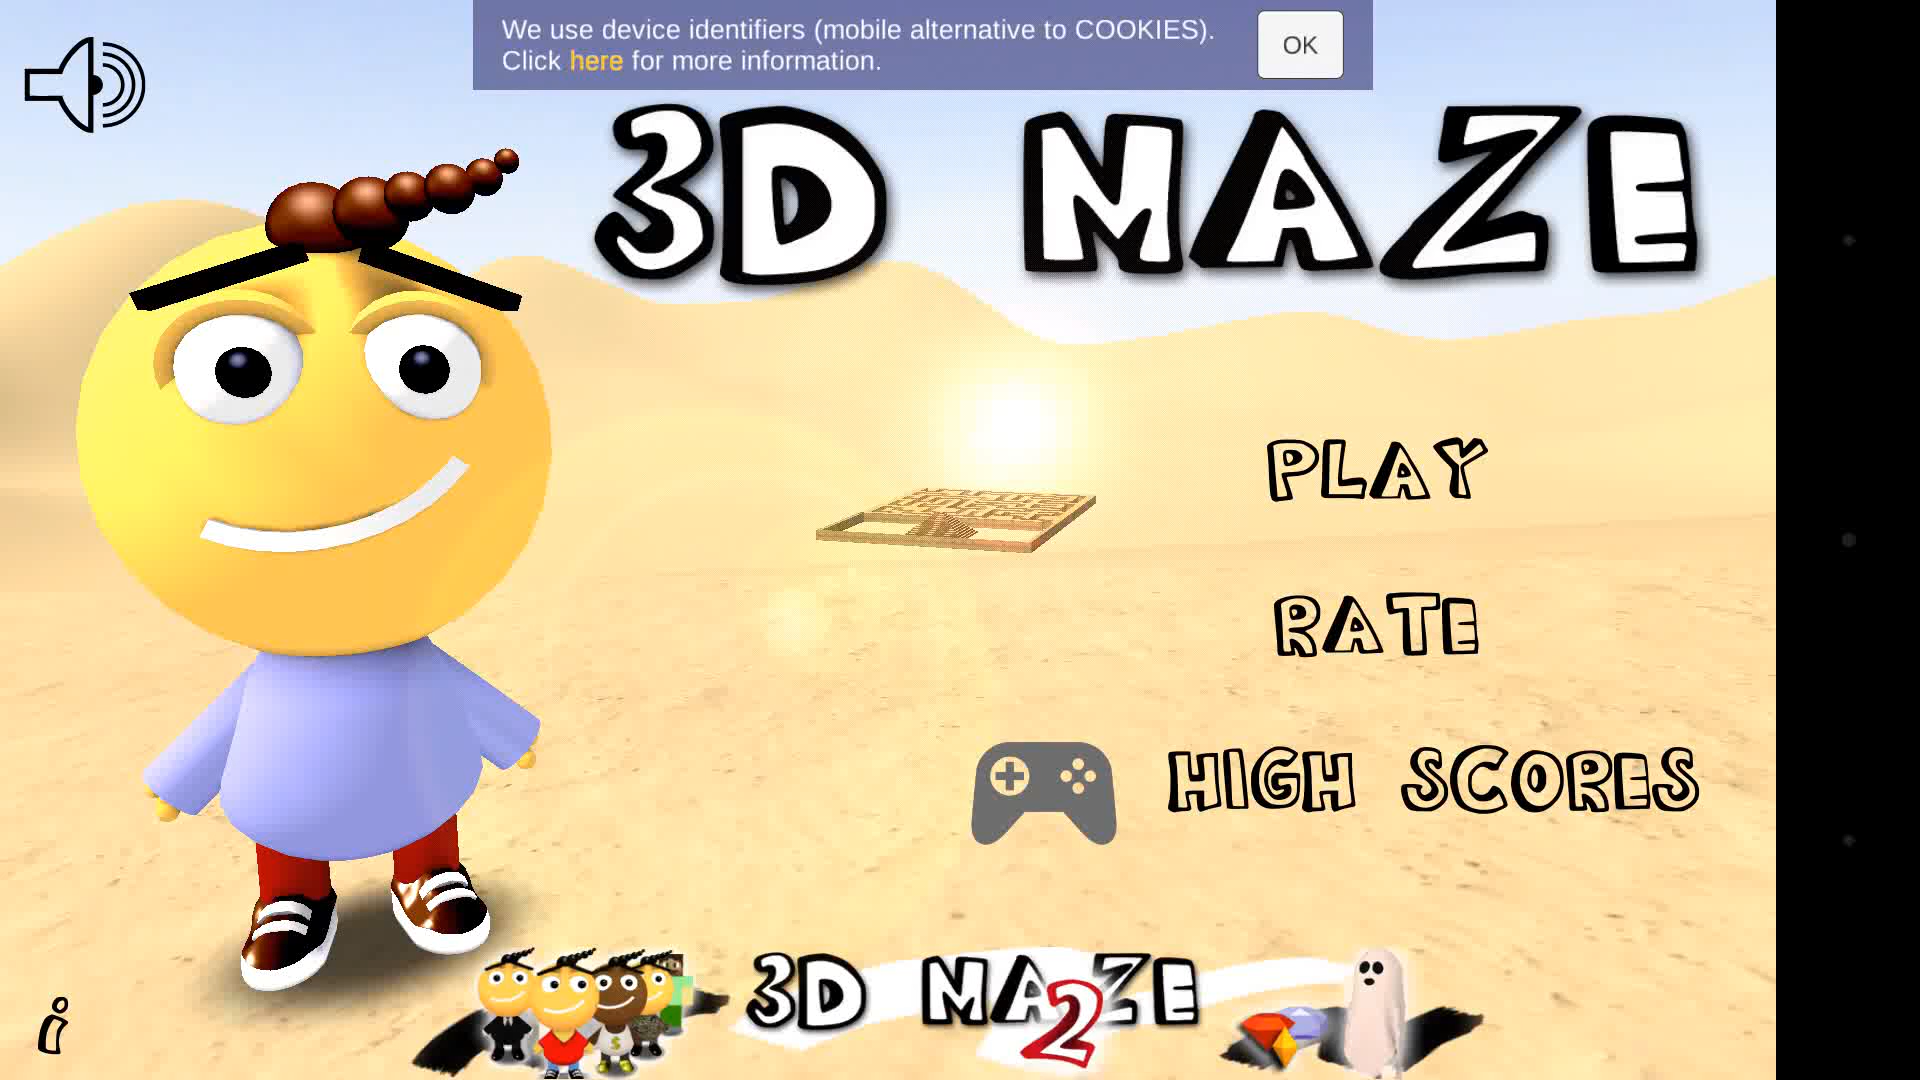 We use device identifiers (mobile alternative to COOKIES).
Click here for more information.
OK
3D MAZE
PLAY
RATE
HIGH SCORES
3D MAZE
2
i
$